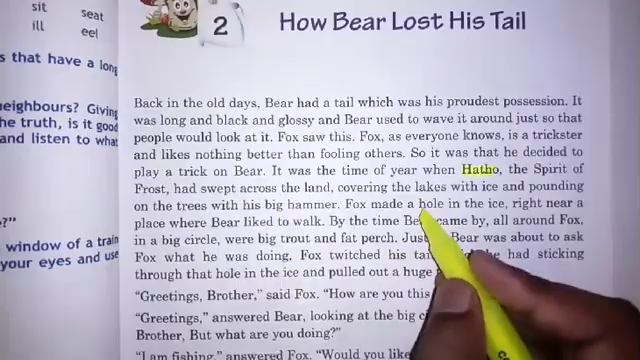 sit
seat
ill
eel
s that have a long
neighbours? Giving
he truth, is it good
and listen to what
?"
window of a train
your eyes and use
2
How Bear Lost His Tail
Back in the old days, Bear had a tail which was his proudest possession. It
was long and black and glossy and Bear used to wave it around just so that
people would look at it. Fox saw this. Fox, as everyone knows, is a trickster
and likes nothing better than fooling others. So it was that he decided to
play a trick on Bear. It was the time of year when Hatho, the Spirit of
Frost, had swept across the land, covering the lakes with ice and pounding
on the trees with his big hammer. Fox made a hole in the ice, right near a
place where Bear liked to walk. By the time Be came by, all around Fox,
in a big circle, were big trout and fat perch. Just Bear was about to ask
Fox what he was doing, Fox twitched his tai he had sticking
through that hole in the ice and pulled out a huge
"Greetings, Brother," said Fox. "How are you this
"Greetings," answered Bear, looking at the big c
Brother, But what are you doing?"
"I am fishing," answered Fox. "Would you like